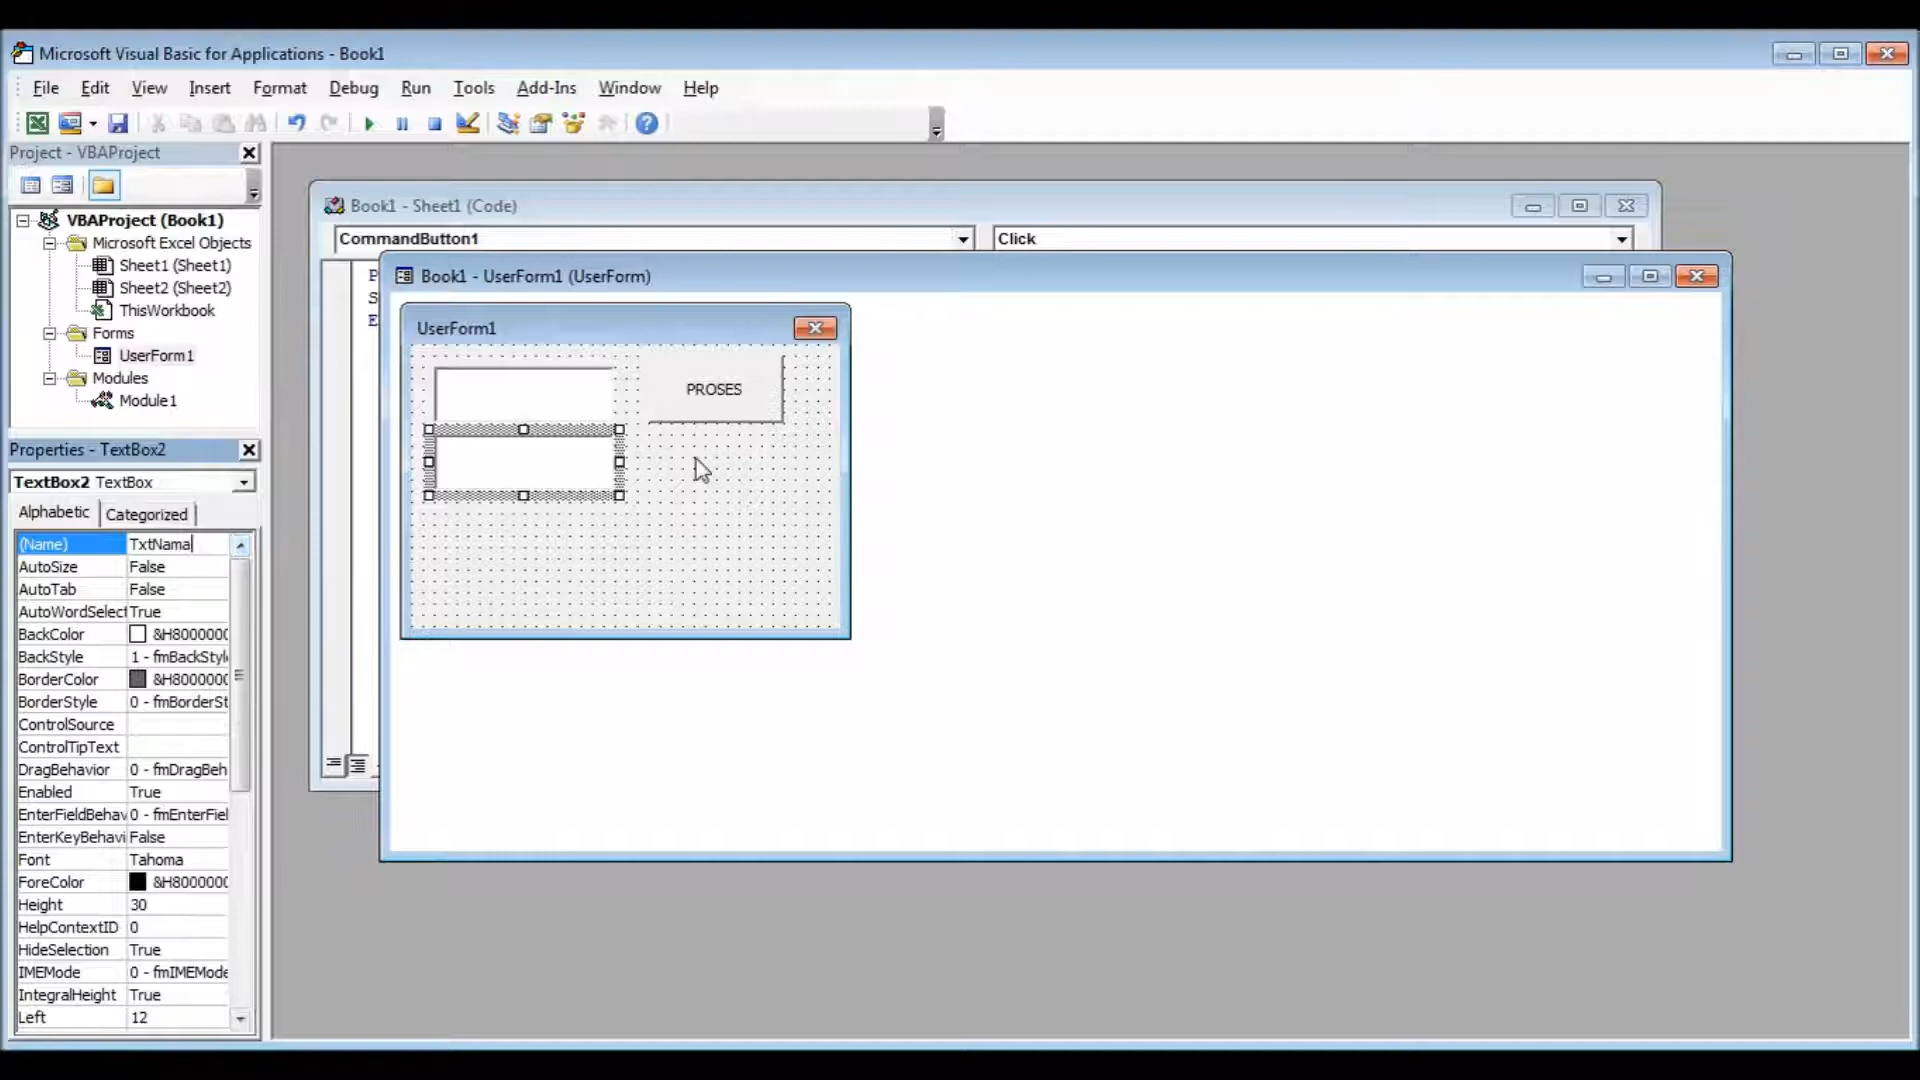 Microsoft Visual Basic for Applications - Book1
File Edit View Insert Format Debug Run Tools Add-Ins Window Help
Project - VBAProject
VBAProject (Book1)
Microsoft Excel Objects
Sheet1 (Sheet1)
Sheet2 (Sheet2)
ThisWorkbook
Forms
UserForm1
Modules
Module1
Properties - TextBox2
TextBox2 TextBox
Alphabetic Categorized
(Name) TxtNama
AutoSize False
AutoTab False
AutoWordSelect True
BackColor &H8000000
BackStyle 1 - fmBackStyl
BorderColor &H8000000
BorderStyle 0 - fmBorderSt
ControlSource
ControlTipText
DragBehavior 0 - fmDragBeh
Enabled True
EnterFieldBehav 0 - fmEnterFiel
EnterKeyBehavi False
Font Tahoma
ForeColor &H8000000
Height 30
HelpContextID 0
HideSelection True
IMEMode 0 - fmIMEMode
IntegralHeight True
Left 12
Book1 - Sheet1 (Code)
CommandButton1 Click
P
S
E
Book1 - UserForm1 (UserForm)
UserForm1
PROSES